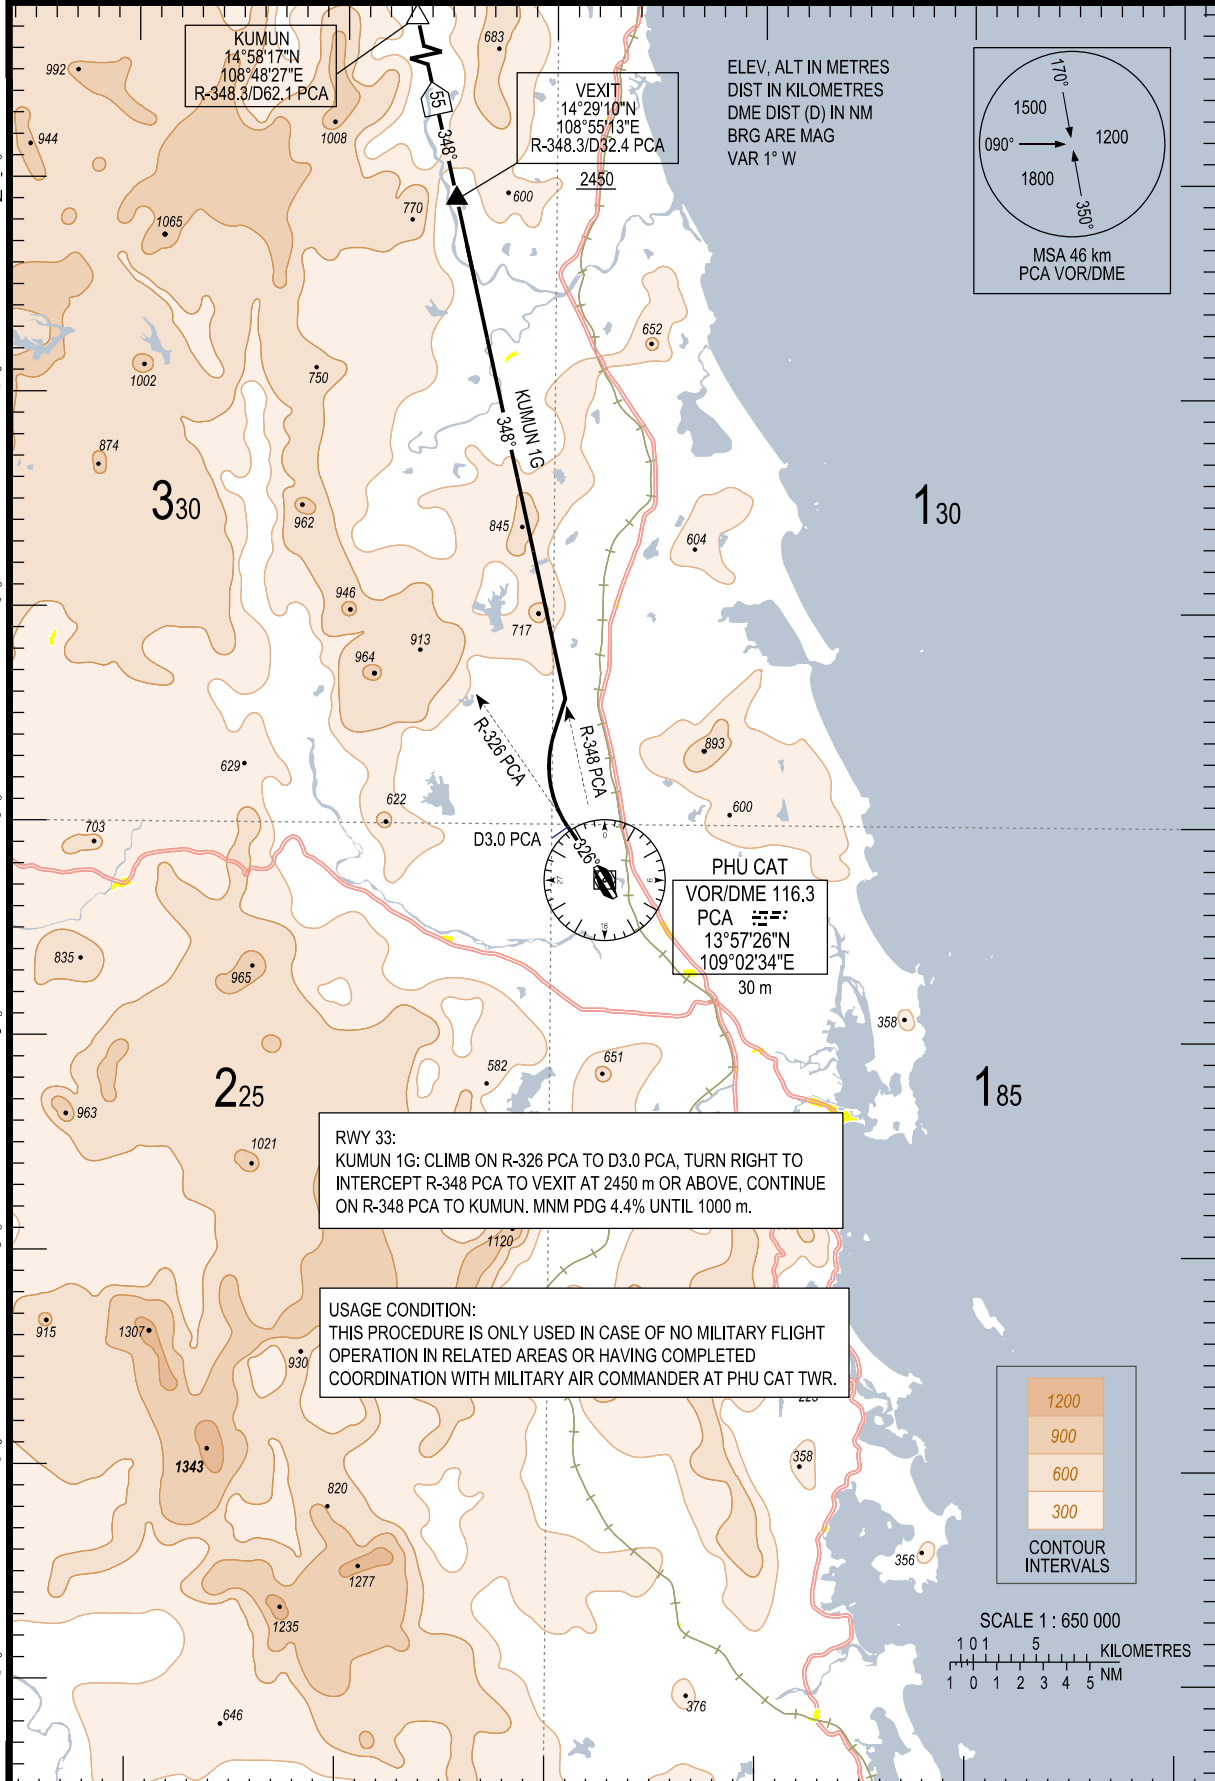 KUMUN
14°58'17"N
108°48'27"E
R-348.3/D62.1 PCA
VEXIT
14°29'10"N
108°55'13"E
R-348.3/D32.4 PCA
2450
ELEV, ALT IN METRES
DIST IN KILOMETRES
DME DIST (D) IN NM
BRG ARE MAG
VAR 1° W
170°
1500
1200
090°
1800
350°
MSA 46 km
PCA VOR/DME
992
944
683
1008
55
348°
600
770
1065
652
1002
750
KUMUN 1G
348°
874
330
962
845
604
130
946
717
913
964
R-326 PCA
R-348 PCA
893
629
622
600
703
D3.0 PCA
326°
0
9
18
27
PHU CAT
VOR/DME 116.3
PCA
13°57'26"N
109°02'34"E
30 m
835
965
358
582
651
225
185
963
1021
RWY 33:
KUMUN 1G: CLIMB ON R-326 PCA TO D3.0 PCA, TURN RIGHT TO
INTERCEPT R-348 PCA TO VEXIT AT 2450 m OR ABOVE, CONTINUE
ON R-348 PCA TO KUMUN. MNM PDG 4.4% UNTIL 1000 m.
1120
USAGE CONDITION:
THIS PROCEDURE IS ONLY USED IN CASE OF NO MILITARY FLIGHT
OPERATION IN RELATED AREAS OR HAVING COMPLETED
COORDINATION WITH MILITARY AIR COMMANDER AT PHU CAT TWR.
915
1307
930
1343
358
820
1277
1235
356
376
646
1200
900
600
300
CONTOUR
INTERVALS
SCALE 1 : 650 000
1 0 1 5 KILOMETRES
1 0 1 2 3 4 5 NM